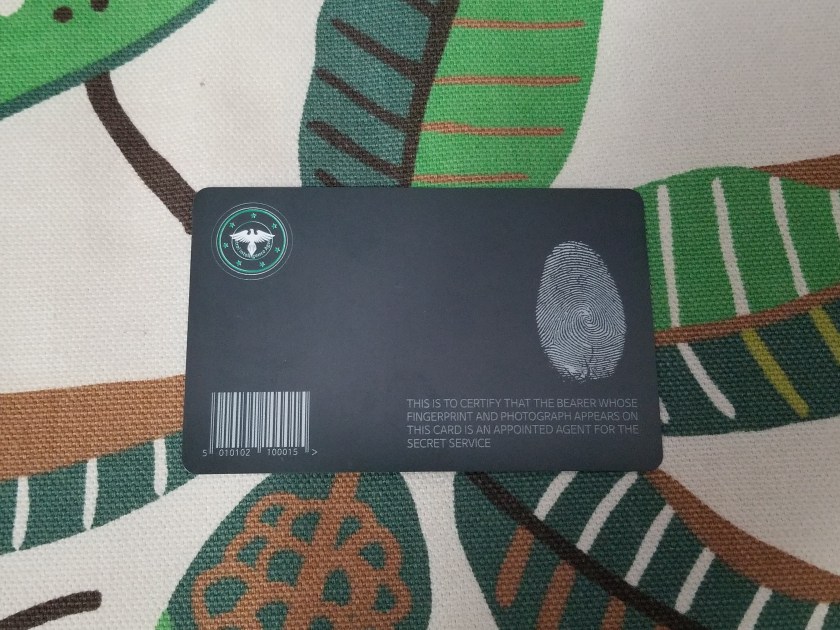 THIS IS TO CERTIFY THAT THE BEARER WHOSE
FINGERPRINT AND PHOTOGRAPH APPEARS ON
THIS CARD IS AN APPOINTED AGENT FOR THE
SECRET SERVICE
5 010102 100015 >